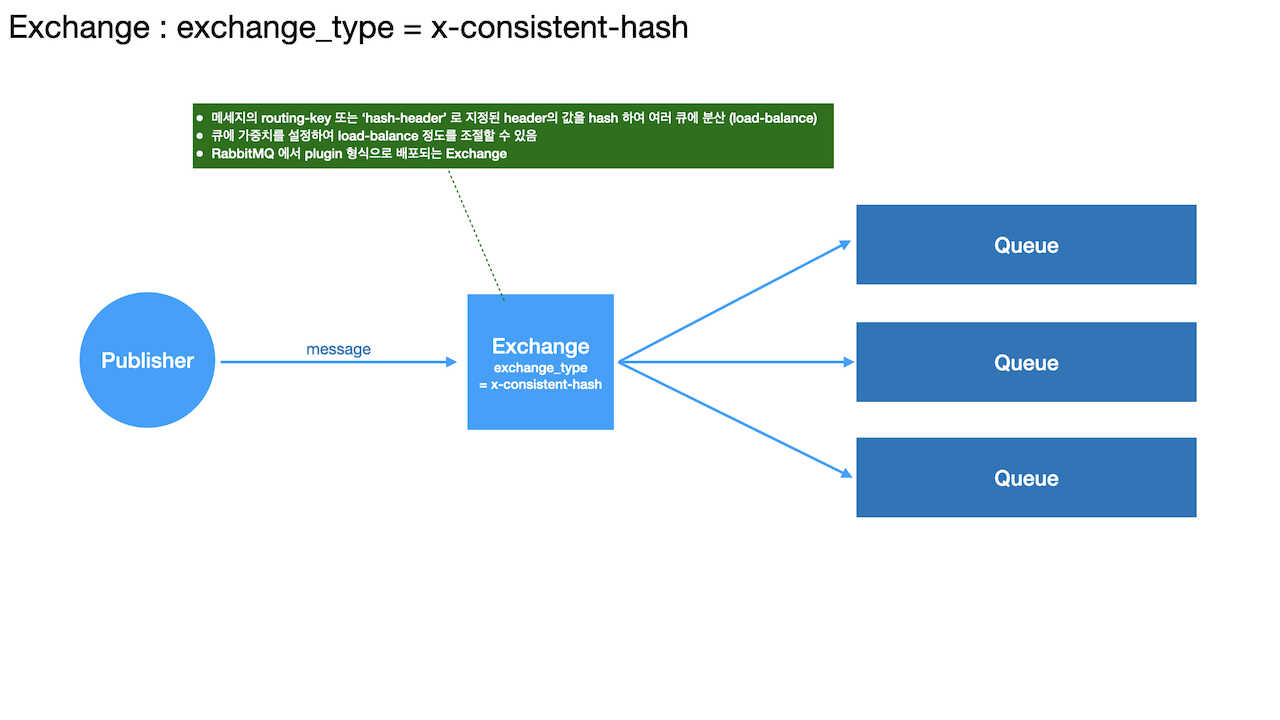 Exchange : exchange_type = x-consistent-hash
• 메세지의 routing-key 또는 ‘hash-header’ 로 지정된 header의 값을 hash 하여 여러 큐에 분산 (load-balance)
• 큐에 가중치를 설정하여 load-balance 정도를 조절할 수 있음
• RabbitMQ 에서 plugin 형식으로 배포되는 Exchange
Publisher
message
Exchange
exchange_type
= x-consistent-hash
Queue
Queue
Queue